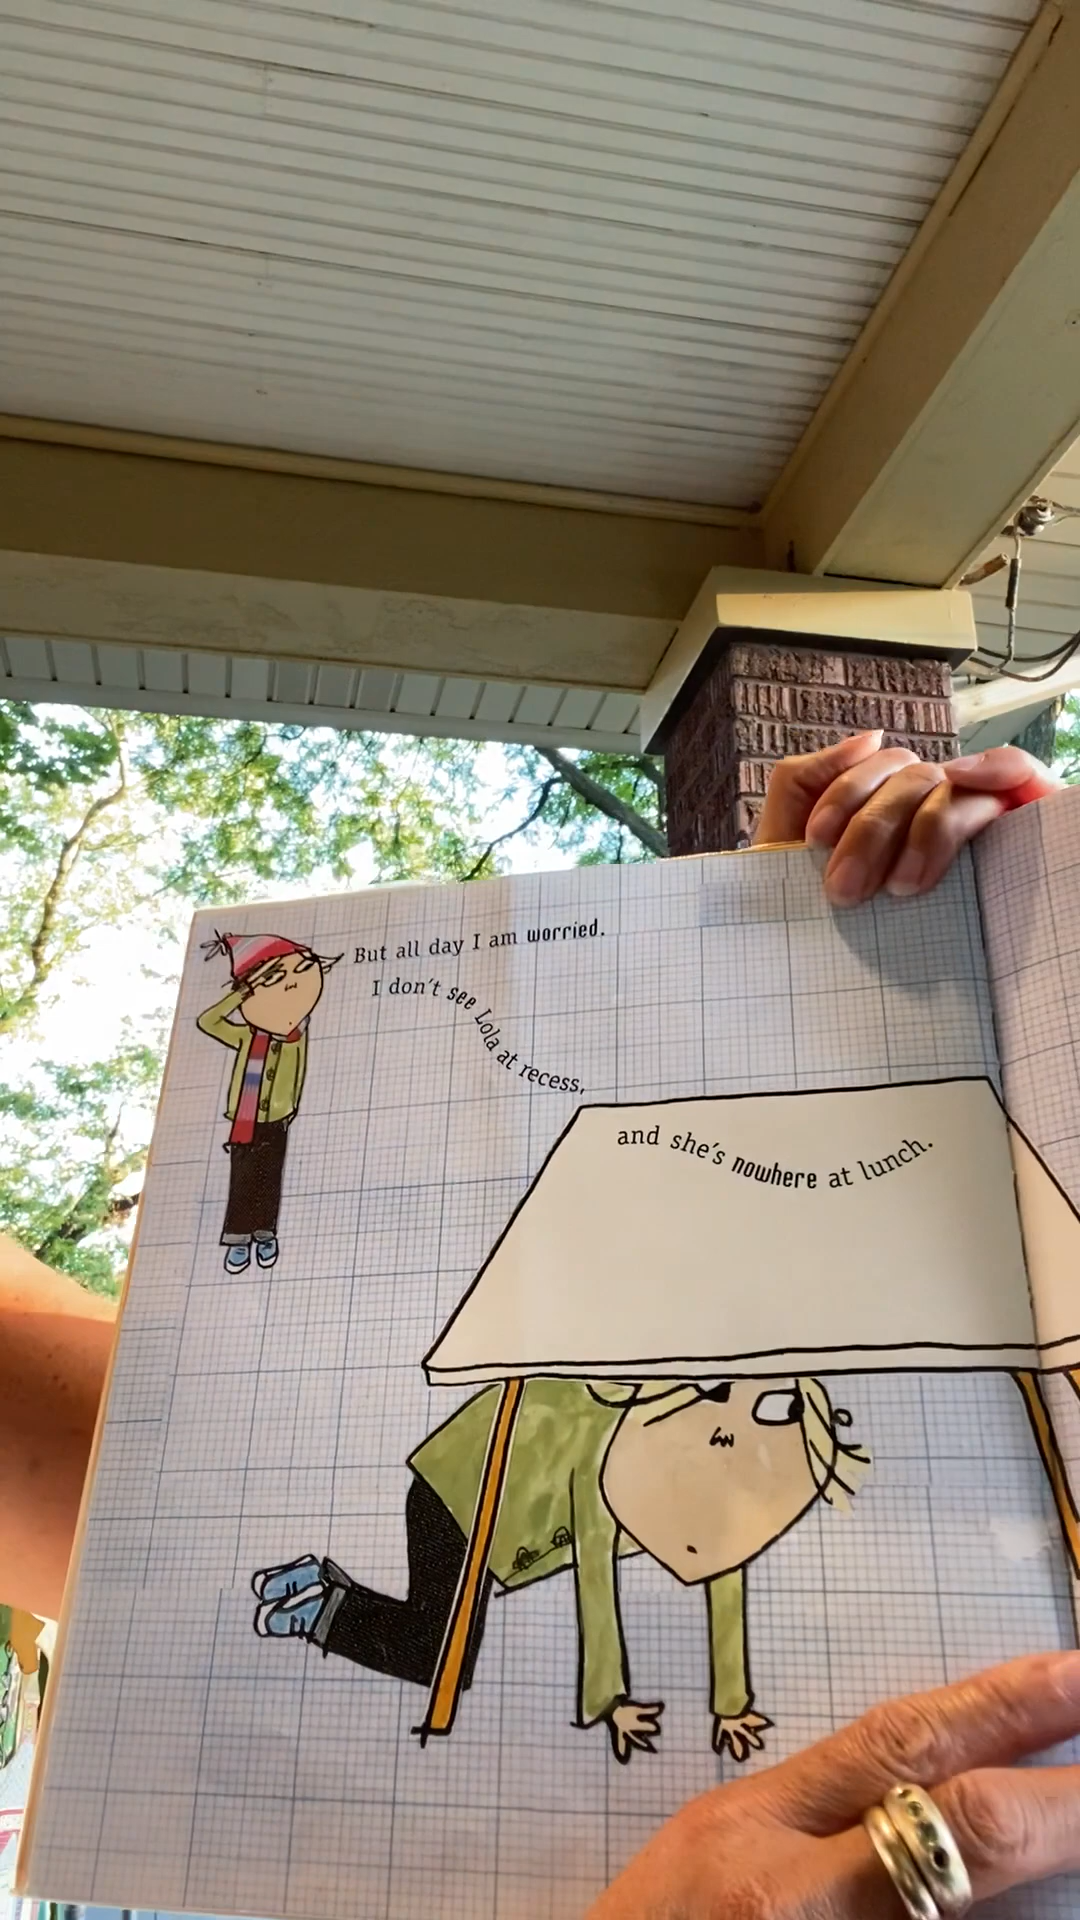 But all day I am worried.
I don't see Lola at recess,
and she's nowhere at lunch.